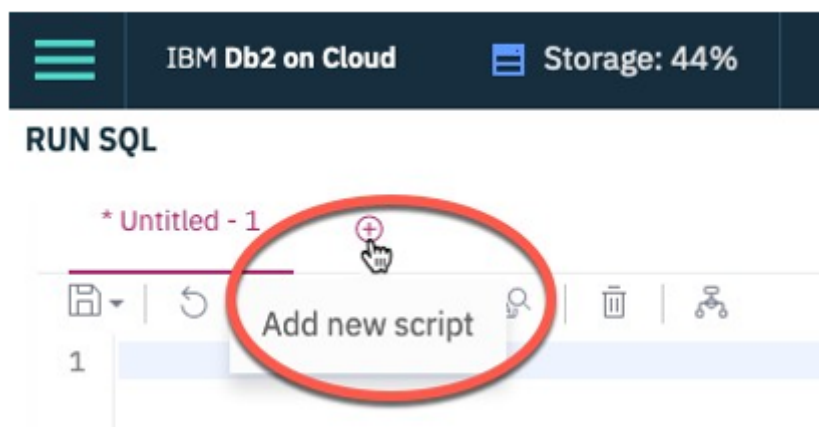 IBM Db2 on Cloud
Storage: 44%
RUN SQL
* Untitled - 1
Add new script
1